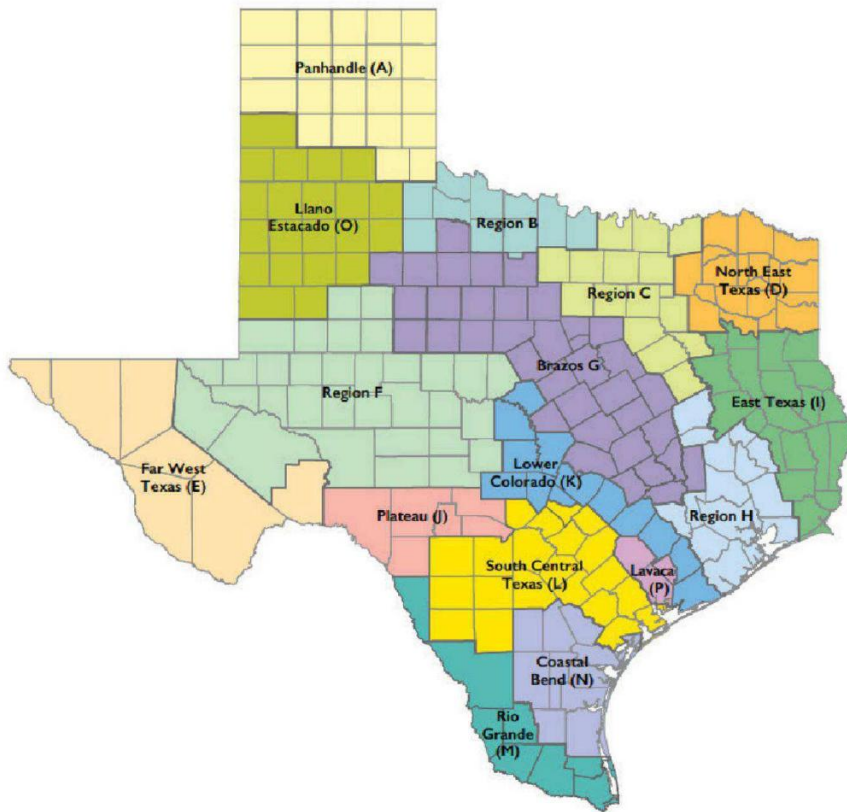 Panhandle (A)
Llano
Estacado (O)
Region B
Region C
North East
Texas (D)
Brazos G
Region F
East Texas (I)
Far West
Texas (E)
Lower
Colorado (K)
Region H
Plateau (J)
South Central
Texas (L)
Lavaca
(P)
Coastal
Bend (N)
Rio
Grande
(M)